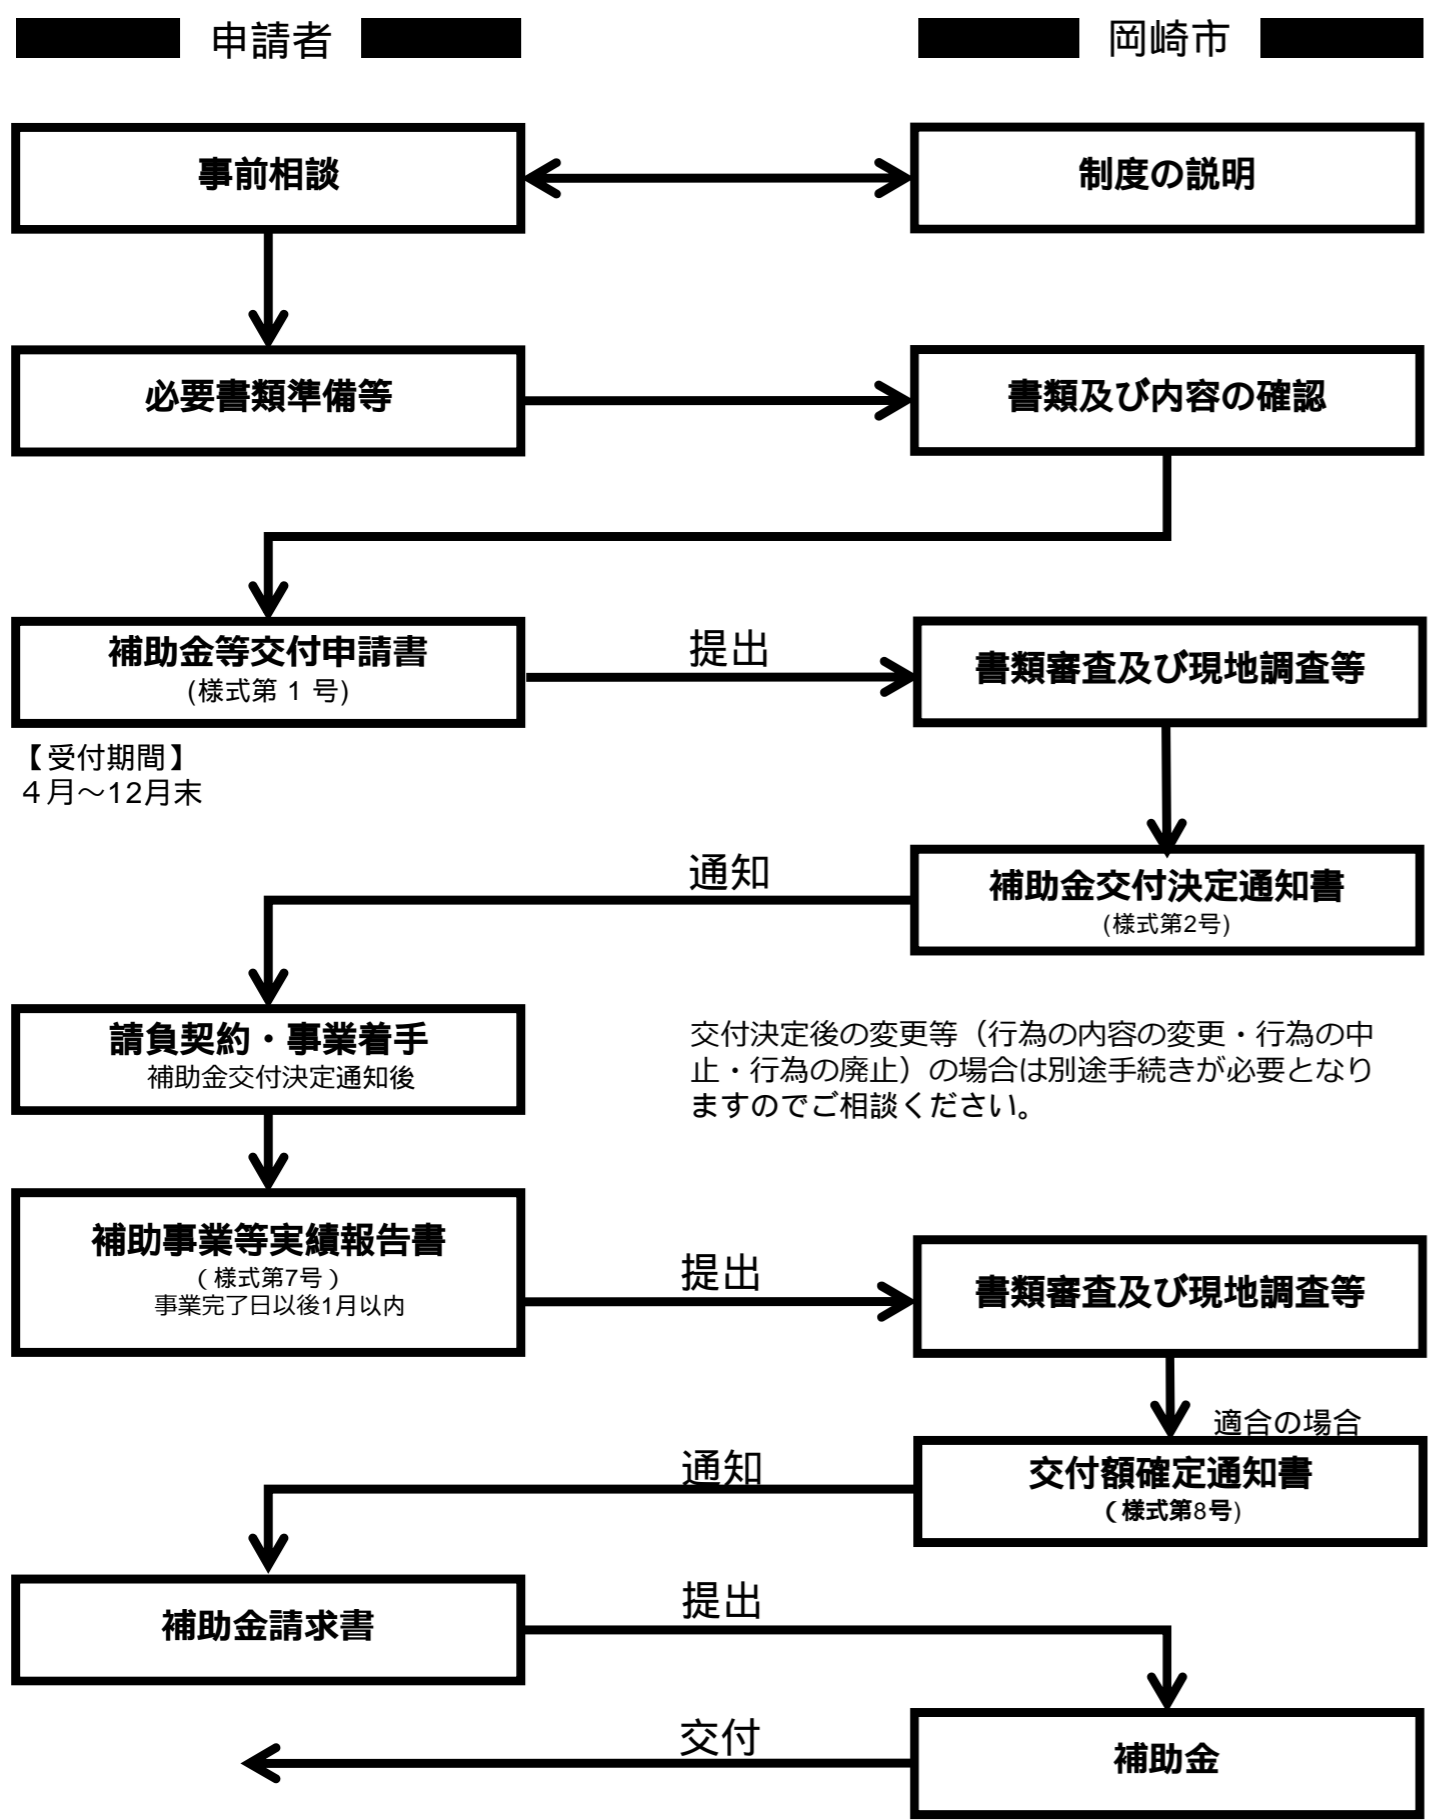 申請者
岡崎市
事前相談
制度の説明
必要書類準備等
書類及び内容の確認
補助金等交付申請書
(様式第 1 号)
提出
書類審査及び現地調査等
【受付期間】
4月～12月末
通知
補助金交付決定通知書
(様式第2号)
請負契約・事業着手
補助金交付決定通知後
交付決定後の変更等（行為の内容の変更・行為の中
止・行為の廃止）の場合は別途手続きが必要となり
ますのでご相談ください。
補助事業等実績報告書
（様式第7号）
事業完了日以後1月以内
提出
書類審査及び現地調査等
適合の場合
通知
交付額確定通知書
（様式第8号)
補助金請求書
提出
交付
補助金